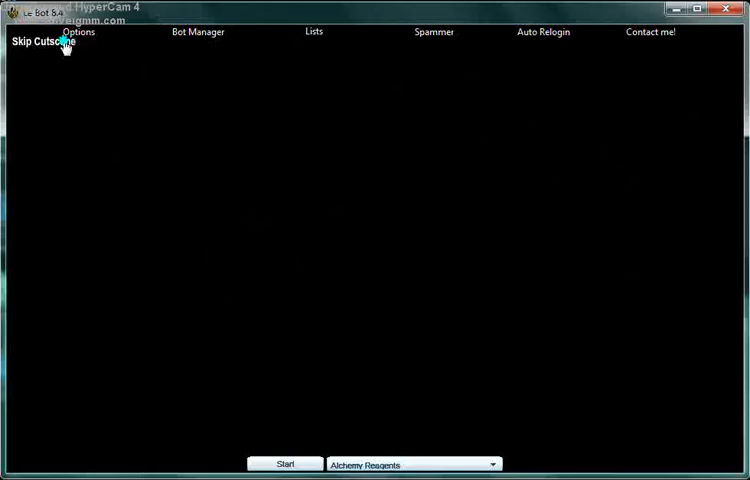 Le Bot 8.4
HyperCam 4
Options
Bot Manager
Lists
Spammer
Auto Relogin
Contact me!
Skip Cutscene
Start
Alchemy Reagents